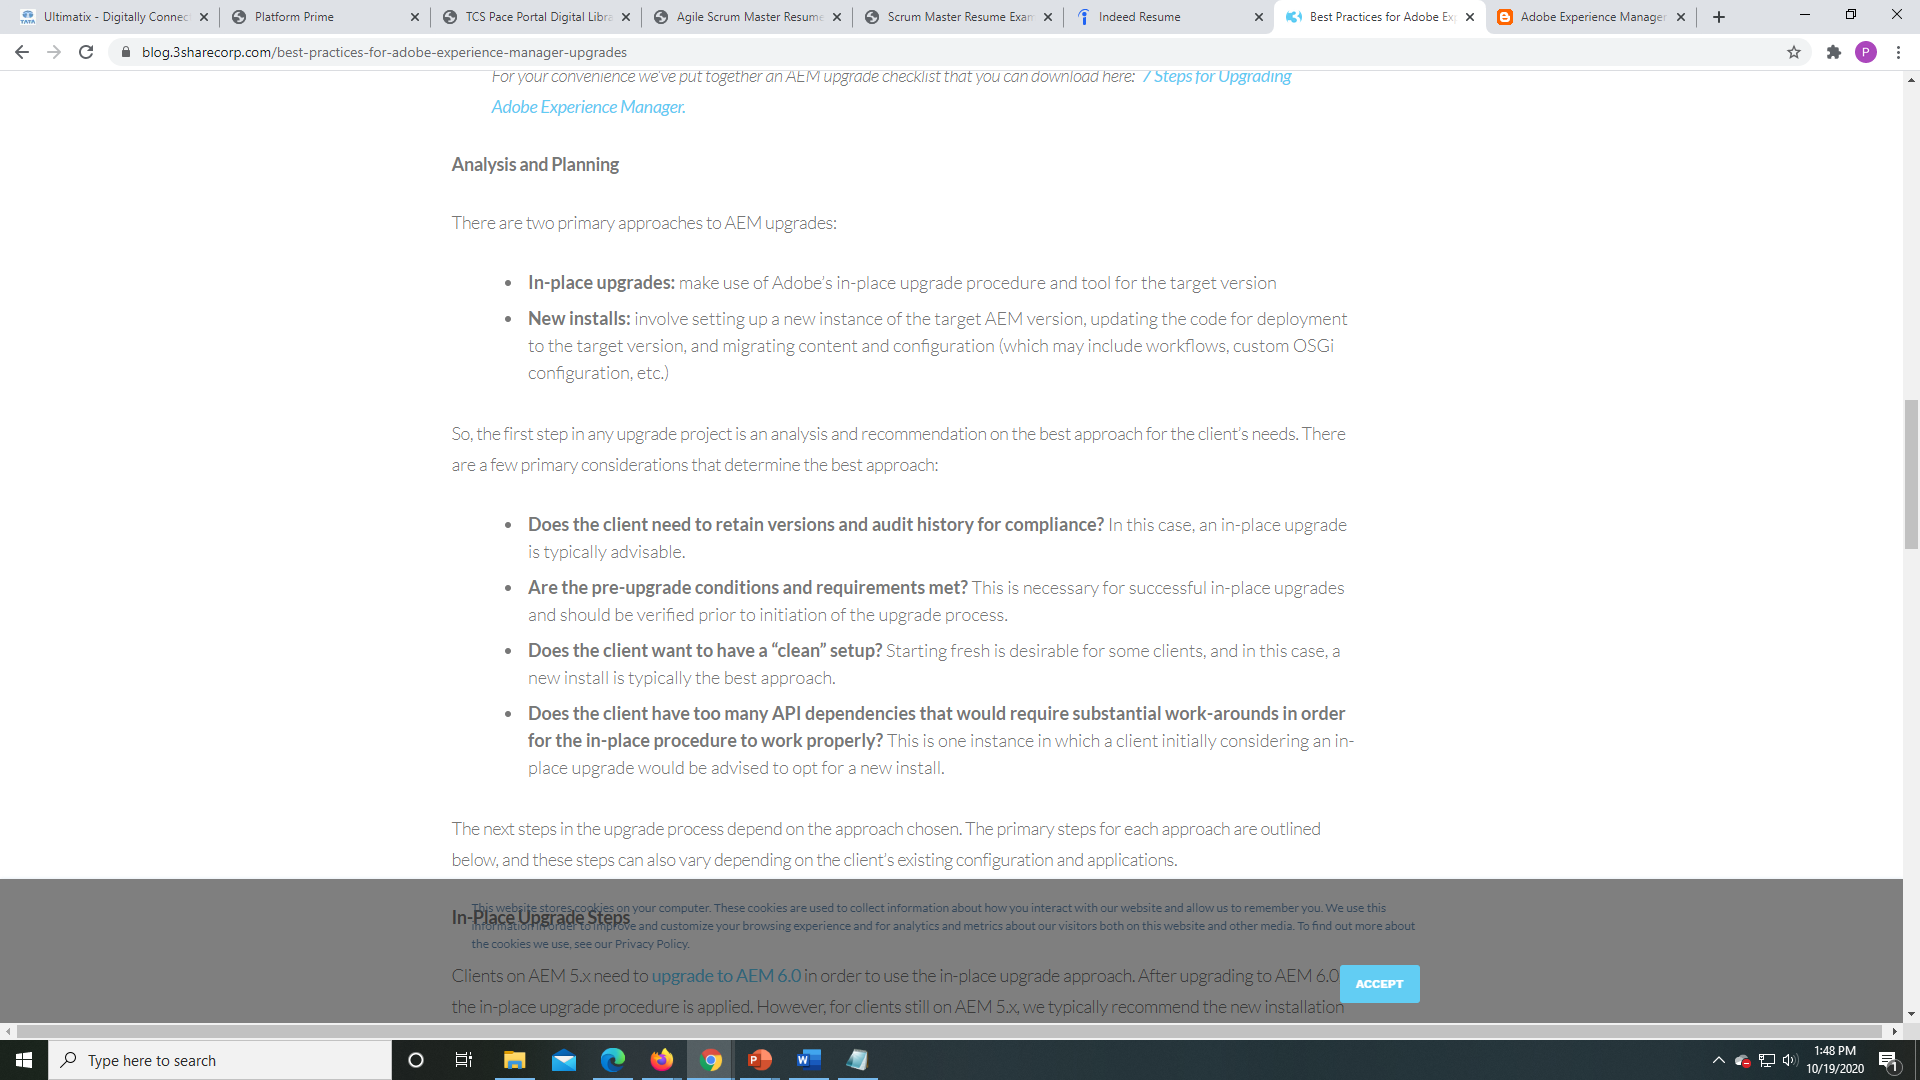 Ultimatix - Digitally Connec
Platform Prime
TCS Pace Portal Digital Libra
Agile Scrum Master Resume
Scrum Master Resume Exam
Indeed Resume
Best Practices for Adobe Ex
Adobe Experience Manager
blog.3sharecorp.com/best-practices-for-adobe-experience-manager-upgrades
P
For your convenience we've put together an AEM upgrade checklist that you can download here: 7 Steps for Upgrading
Adobe Experience Manager.
Analysis and Planning
There are two primary approaches to AEM upgrades:
• In-place upgrades: make use of Adobe's in-place upgrade procedure and tool for the target version
• New installs: involve setting up a new instance of the target AEM version, updating the code for deployment
to the target version, and migrating content and configuration (which may include workflows, custom OSGi
configuration, etc.)
So, the first step in any upgrade project is an analysis and recommendation on the best approach for the client's needs. There
are a few primary considerations that determine the best approach:
• Does the client need to retain versions and audit history for compliance? In this case, an in-place upgrade
is typically advisable.
• Are the pre-upgrade conditions and requirements met? This is necessary for successful in-place upgrades
and should be verified prior to initiation of the upgrade process.
• Does the client want to have a “clean” setup? Starting fresh is desirable for some clients, and in this case, a
new install is typically the best approach.
• Does the client have too many API dependencies that would require substantial work-arounds in order
for the in-place procedure to work properly? This is one instance in which a client initially considering an in-
place upgrade would be advised to opt for a new install.
The next steps in the upgrade process depend on the approach chosen. The primary steps for each approach are outlined
below, and these steps can also vary depending on the client's existing configuration and applications.
This website stores cookies on your computer. These cookies are used to collect information about how you interact with our website and allow us to remember you. We use this
In-Place Upgrade Steps
information in order to improve and customize your browsing experience and for analytics and metrics about our visitors both on this website and other media. To find out more about
the cookies we use, see our Privacy Policy.
Clients on AEM 5.x need to upgrade to AEM 6.0 in order to use the in-place upgrade approach. After upgrading to AEM 6.0
ACCEPT
the in-place upgrade procedure is applied. However, for clients still on AEM 5.x, we typically recommend the new installation
Type here to search
1:48 PM
10/19/2020
1